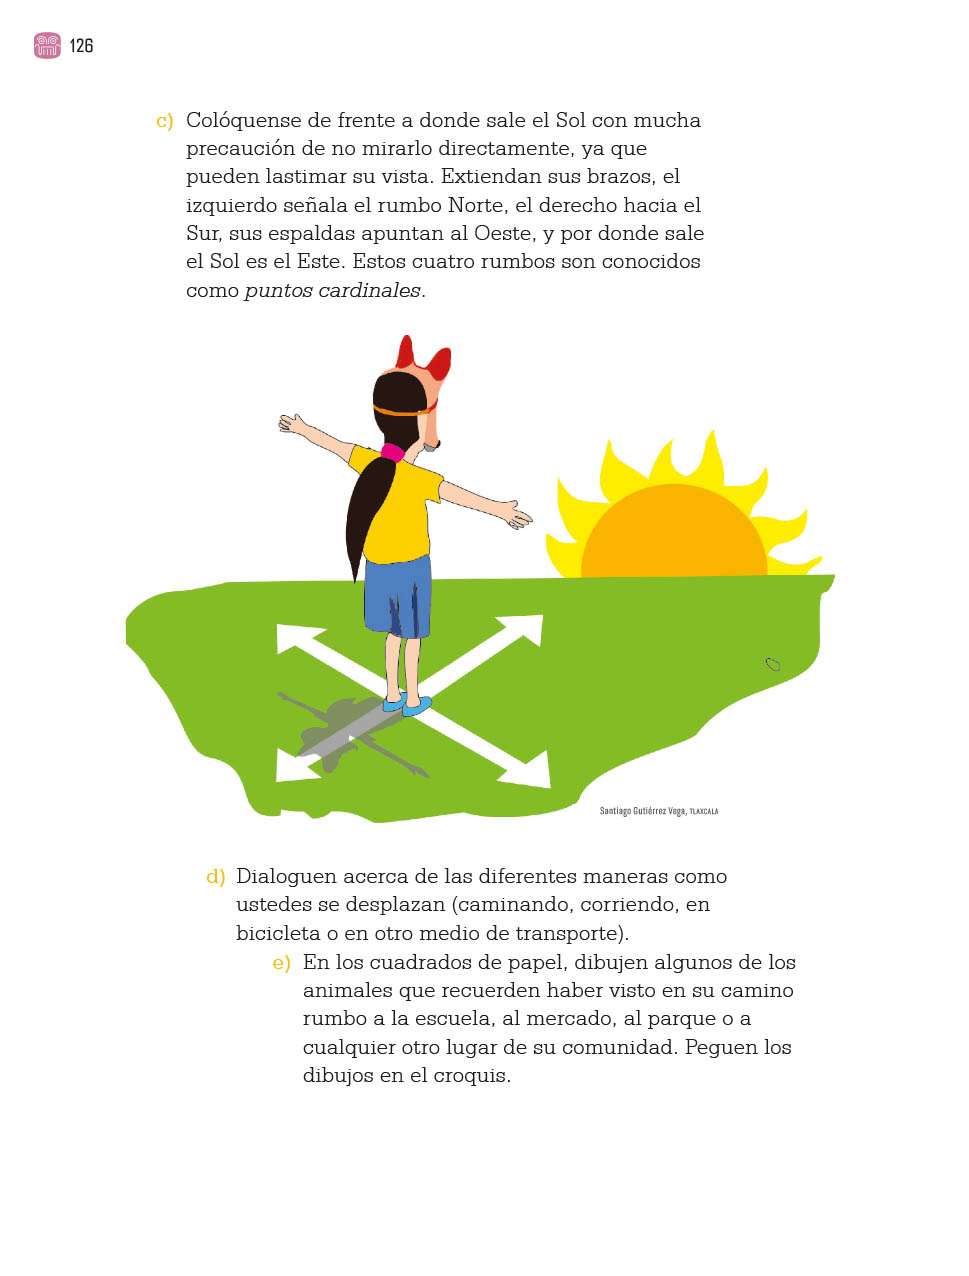 126
c) Colóquense de frente a donde sale el Sol con mucha
precaución de no mirarlo directamente, ya que
pueden lastimar su vista. Extiendan sus brazos, el
izquierdo señala el rumbo Norte, el derecho hacia el
Sur, sus espaldas apuntan al Oeste, y por donde sale
el Sol es el Este. Estos cuatro rumbos son conocidos
como puntos cardinales.
Santiago Gutiérrez Vega, TLAXCALA
d) Dialoguen acerca de las diferentes maneras como
ustedes se desplazan (caminando, corriendo, en
bicicleta o en otro medio de transporte).
e) En los cuadrados de papel, dibujen algunos de los
animales que recuerden haber visto en su camino
rumbo a la escuela, al mercado, al parque o a
cualquier otro lugar de su comunidad. Peguen los
dibujos en el croquis.